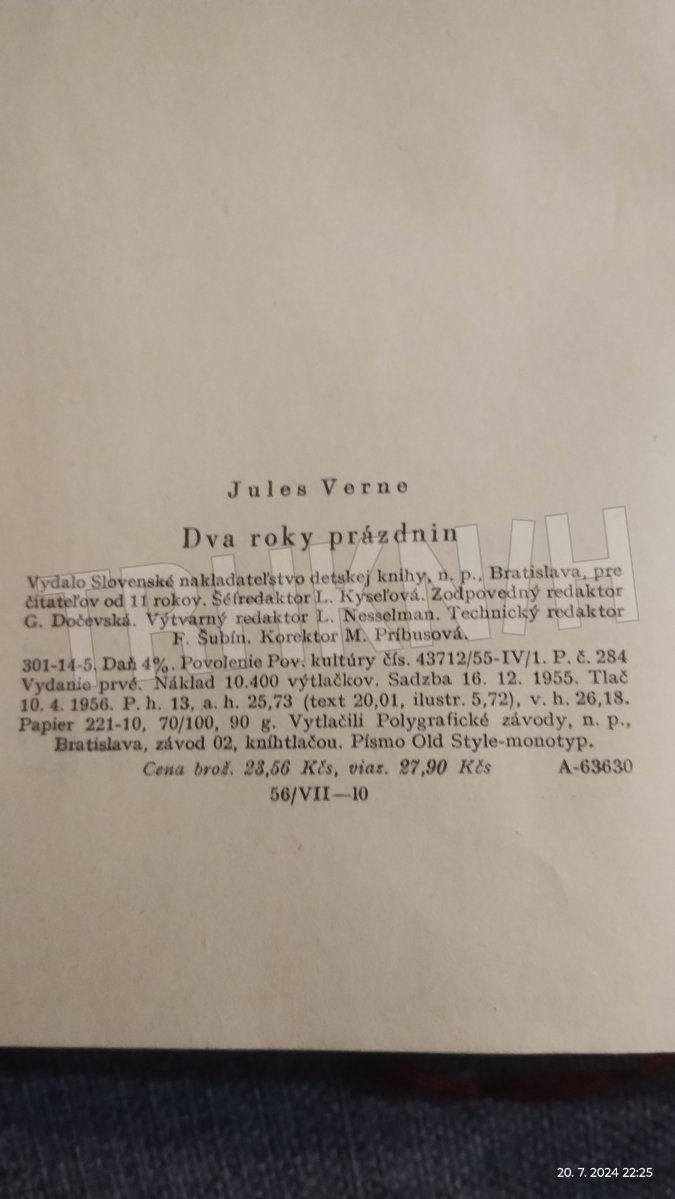 Jules Verne
Dva roky prázdnin
Vydalo Slovenské nakladateľstvo detskej knihy, n. p., Bratislava, pre
čitateľov od 11 rokov. Šéfredaktor L. Kyseľová. Zodpovedný redaktor
G. Dočevská. Výtvarný redaktor L. Nesselman. Technický redaktor
F. Šubín. Korektor M. Príbusová.
301-14-5. Daň 4%. Povolenie Pov. kultúry čís. 43712/55-IV/1. P. č. 284
Vydanie prvé. Náklad 10.400 výtlačkov. Sadzba 16. 12. 1955. Tlač
10. 4. 1956. P. h. 13, a. h. 25,73 (text 20,01, ilustr. 5,72), v. h. 26,18.
Papier 221-10, 70/100, 90 g. Vytlačili Polygrafické závody, n. p.,
Bratislava, závod 02, kníhtlačou. Písmo Old Style-monotyp.
Cena brož. 23,56 Kčs, viaz. 27,90 Kčs A-63630
56/VII—10
20. 7. 2024 22:25